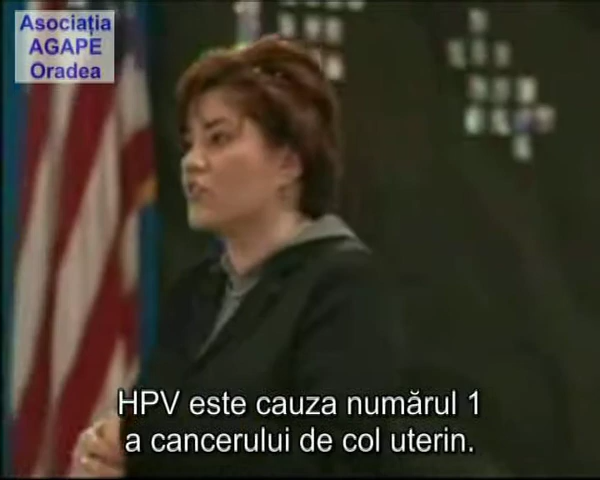 Asociația
AGAPE
Oradea
HPV este cauza numărul 1
a cancerului de col uterin.